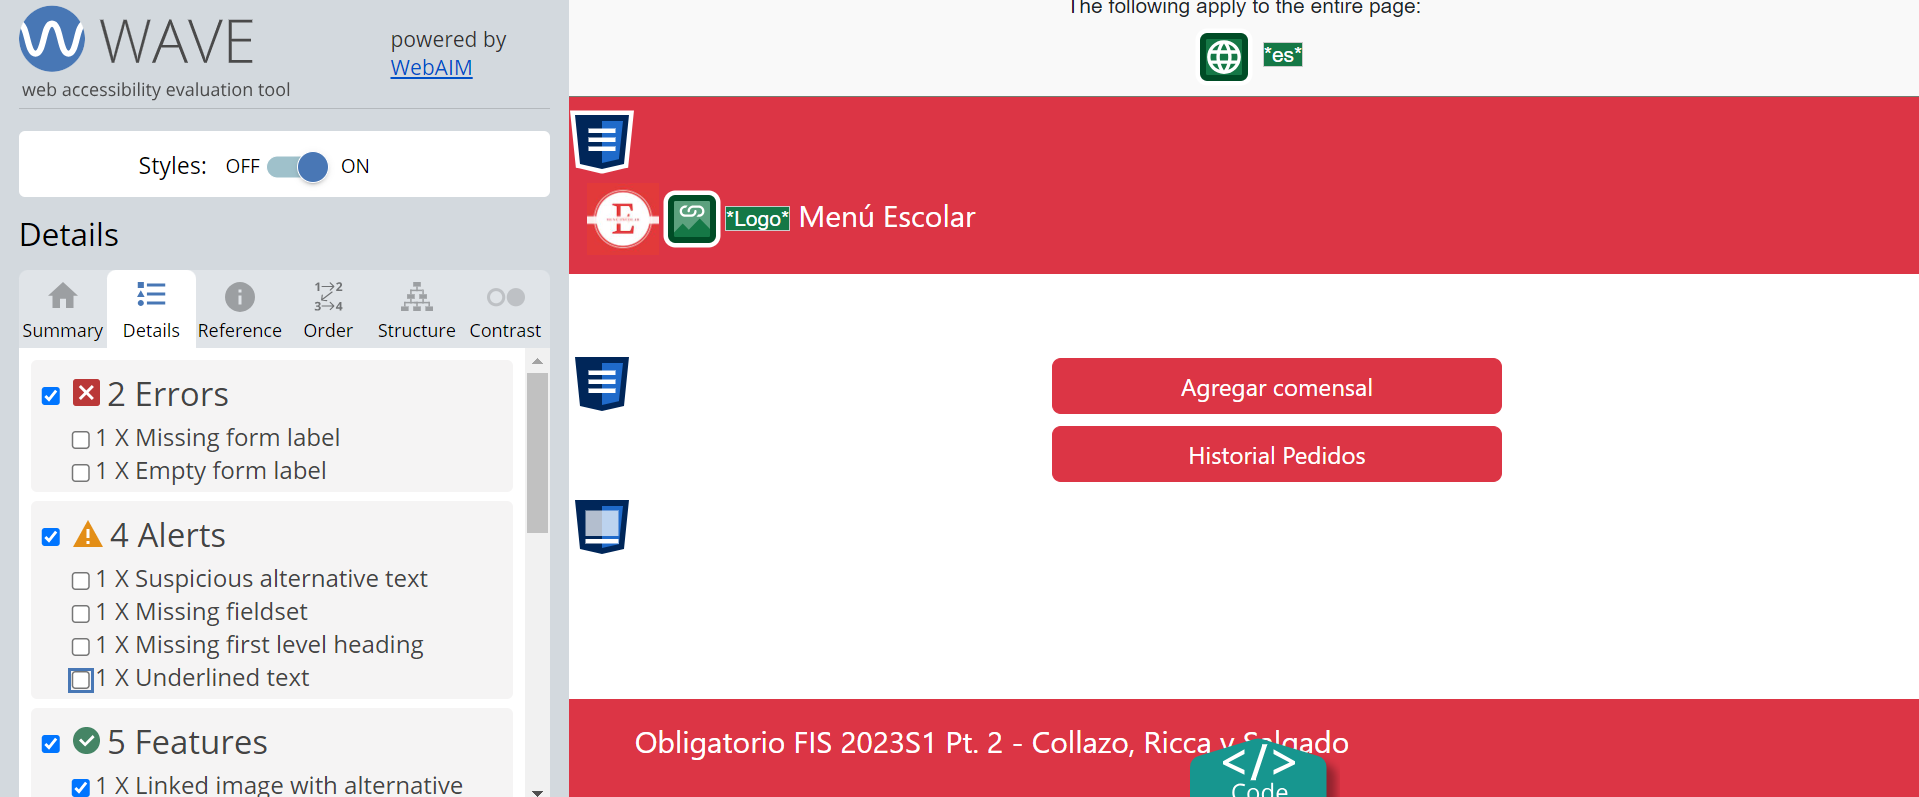 WAVE
powered by
WebAIM
web accessibility evaluation tool
Styles: OFF ON
Details
Summary Details Reference Order Structure Contrast
2 Errors
1 X Missing form label
1 X Empty form label
4 Alerts
1 X Suspicious alternative text
1 X Missing fieldset
1 X Missing first level heading
1 X Underlined text
5 Features
1 X Linked image with alternative
The following apply to the entire page:
*es*
E
*Logo* Menú Escolar
Agregar comensal
Historial Pedidos
Obligatorio FIS 2023S1 Pt. 2 - Collazo, Ricca y Salgado
</>
Code